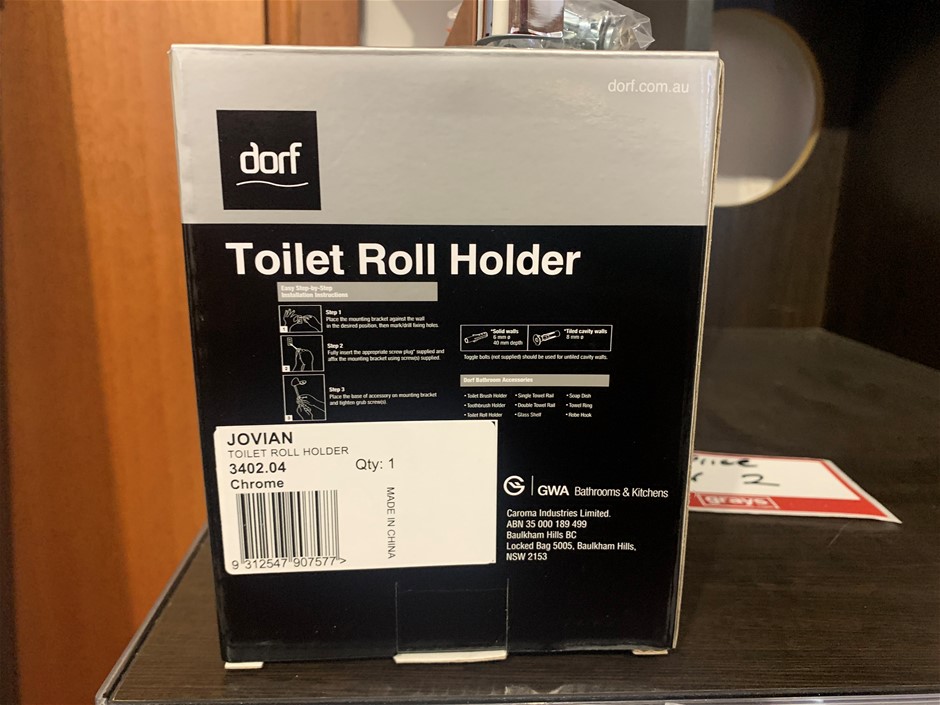 dorf.com.au
dorf
Toilet Roll Holder
Easy Step-by-Step
Installation Instructions
Step 1
Place the mounting bracket against the wall
in the desired position, then mark/drill fixing holes.
1
Step 2
Fully insert the appropriate screw plug* supplied and
affix the mounting bracket using screw(s) supplied.
2
Step 3
Place the base of accessory on mounting bracket
and tighten grub screw(s).
3
*Solid walls
6 mm ø
40 mm depth
*Tiled cavity walls
8 mm ø
Toggle bolts (not supplied) should be used for untiled cavity walls.
Dorf Bathroom Accessories
• Toilet Brush Holder • Single Towel Rail • Soap Dish
• Toothbrush Holder • Double Towel Rail • Towel Ring
• Toilet Roll Holder • Glass Shelf • Robe Hook
JOVIAN
TOILET ROLL HOLDER
3402.04
Qty: 1
Chrome
MADE IN CHINA
9 312547 907577 >
GWA Bathrooms & Kitchens
Caroma Industries Limited.
ABN 35 000 189 499
Baulkham Hills BC
Locked Bag 5005, Baulkham Hills,
NSW 2153
2
grays